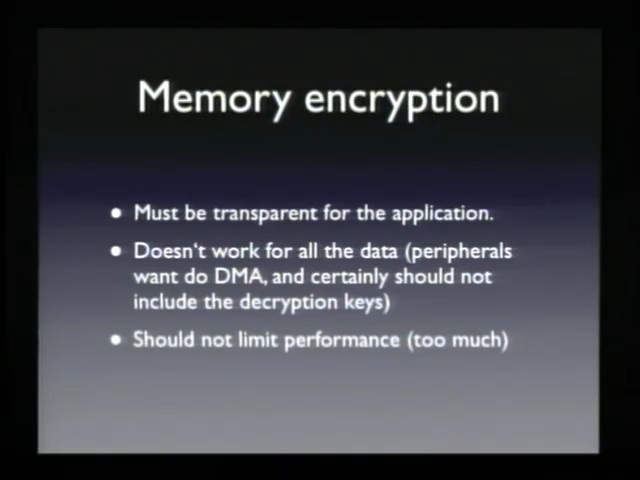 Memory encryption
• Must be transparent for the application.
• Doesn't work for all the data (peripherals
want do DMA, and certainly should not
include the decryption keys)
• Should not limit performance (too much)